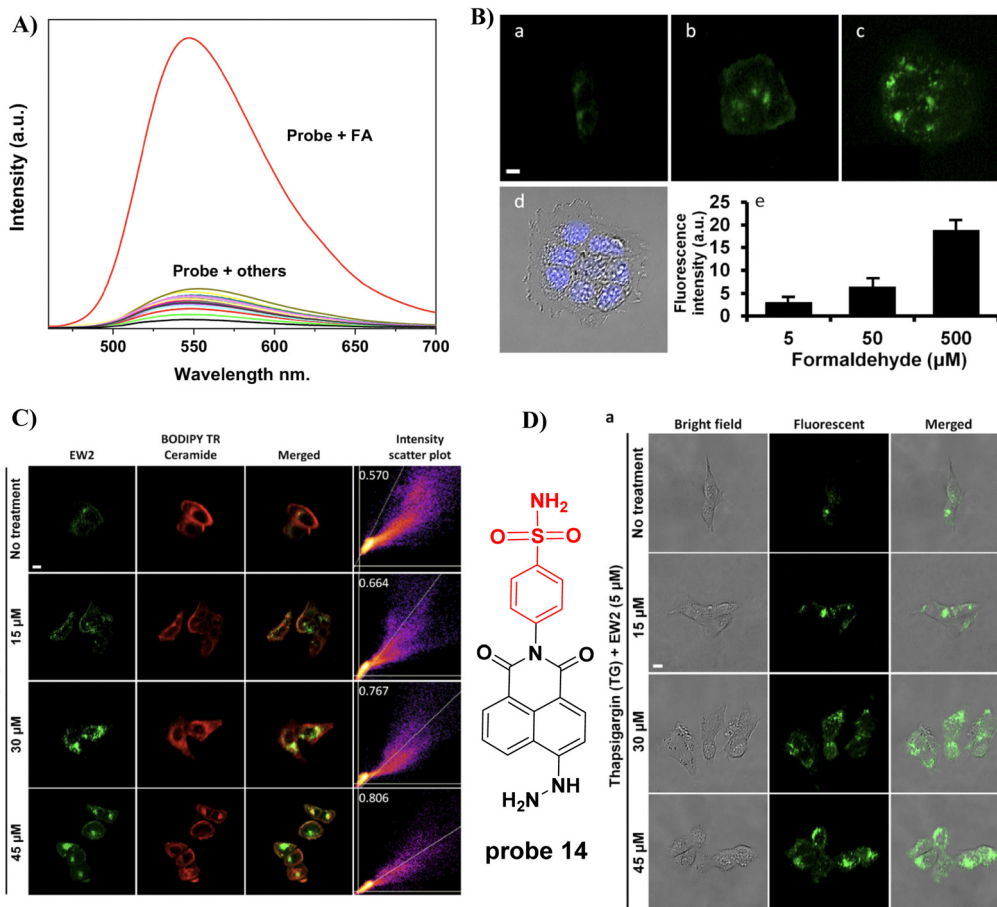 A)
Intensity (a.u.)
Probe + FA
Probe + others
500 550 600 650 700
Wavelength nm.
B)
a
b
c
d
e
Fluorescence
intensity (a.u.)
25
20
15
10
5
0
5 50 500
Formaldehyde (µM)
C)
EW2
BODIPY TR
Ceramide
Merged
Intensity
scatter plot
No treatment
0.570
15 µM
0.664
30 µM
0.767
45 µM
0.806
NH2
O S O
O N O
H2N N NH
probe 14
D)
a
Bright field
Fluorescent
Merged
Thapsigargin (TG) + EW2 (5 µM)
No treatment
15 µM
30 µM
45 µM